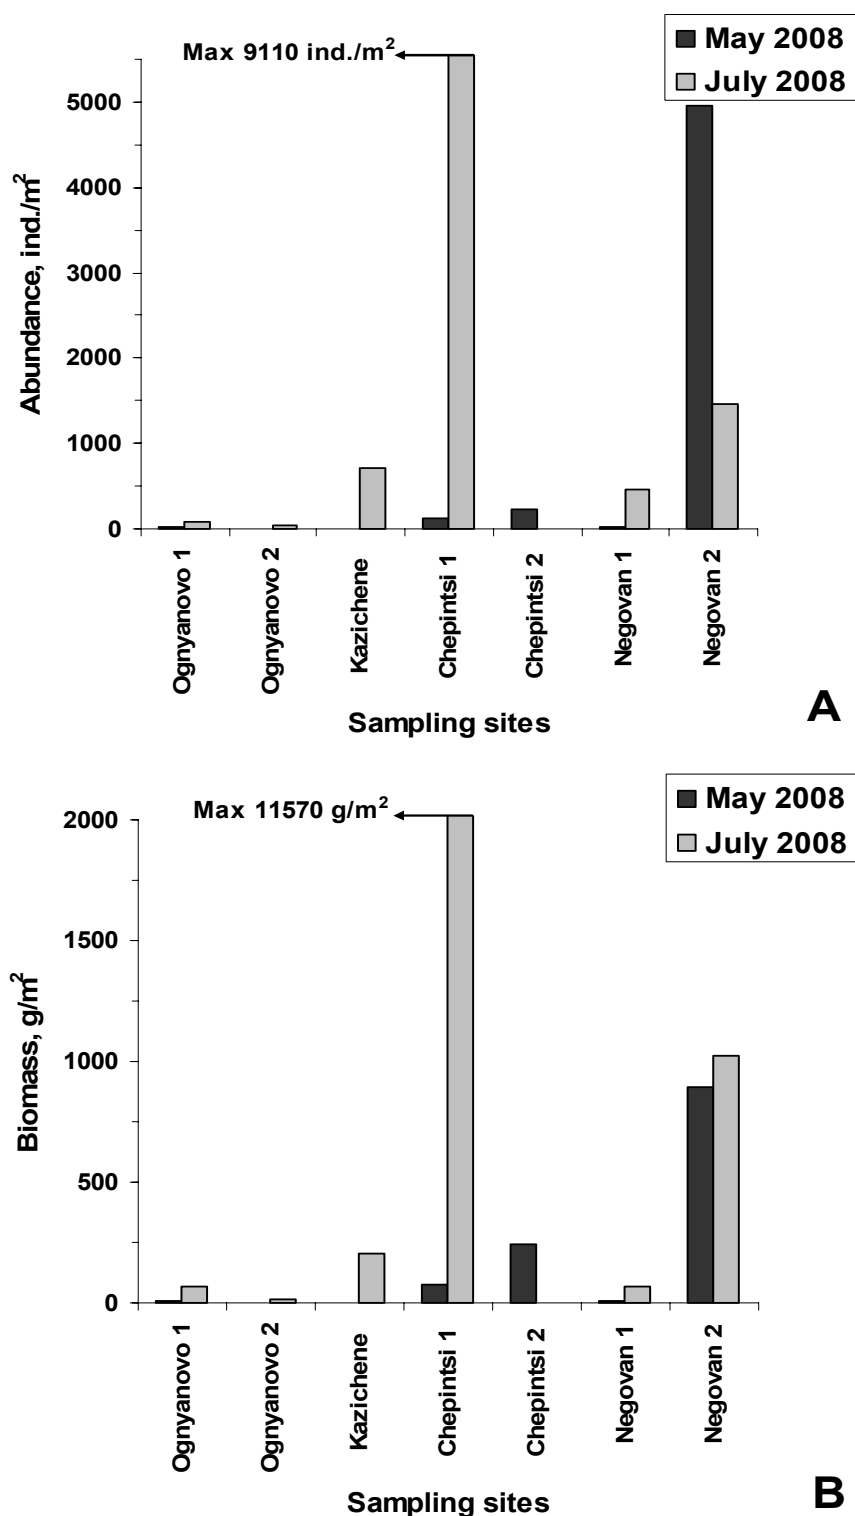 Max 9110 ind./m²
May 2008
July 2008
5000
4000
3000
2000
1000
0
Abundance, ind./m²
Ognyanovo 1
Ognyanovo 2
Kazichene
Chepintsi 1
Chepintsi 2
Negovan 1
Negovan 2
Sampling sites
A
Max 11570 g/m²
May 2008
July 2008
2000
1500
1000
500
0
Biomass, g/m²
Ognyanovo 1
Ognyanovo 2
Kazichene
Chepintsi 1
Chepintsi 2
Negovan 1
Negovan 2
Sampling sites
B